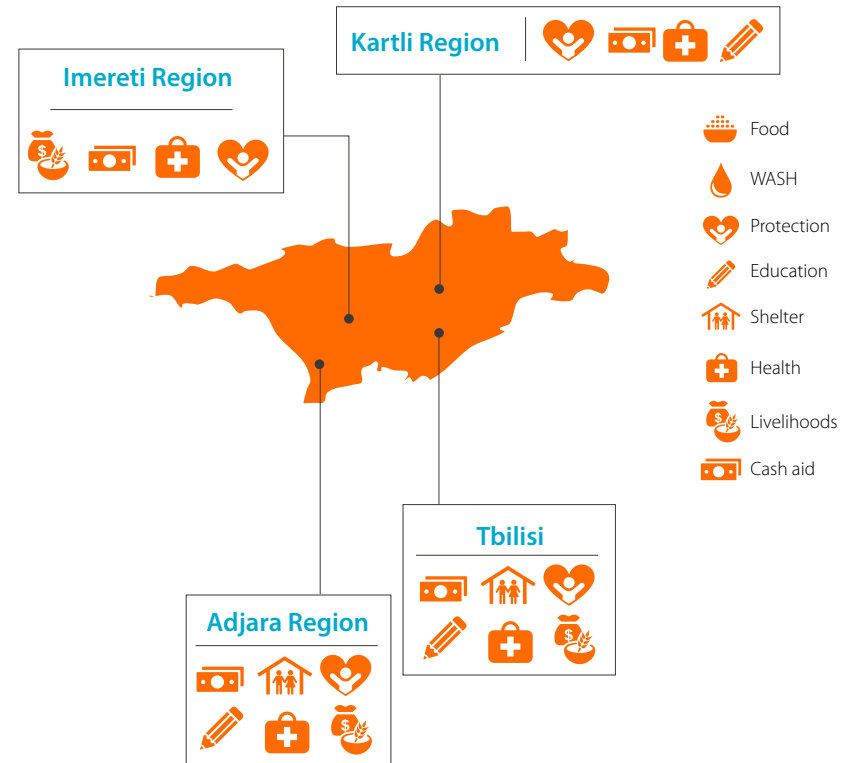 Kartli Region
Imereti Region
Food
WASH
Protection
Education
Shelter
Health
Livelihoods
Cash aid
Tbilisi
Adjara Region